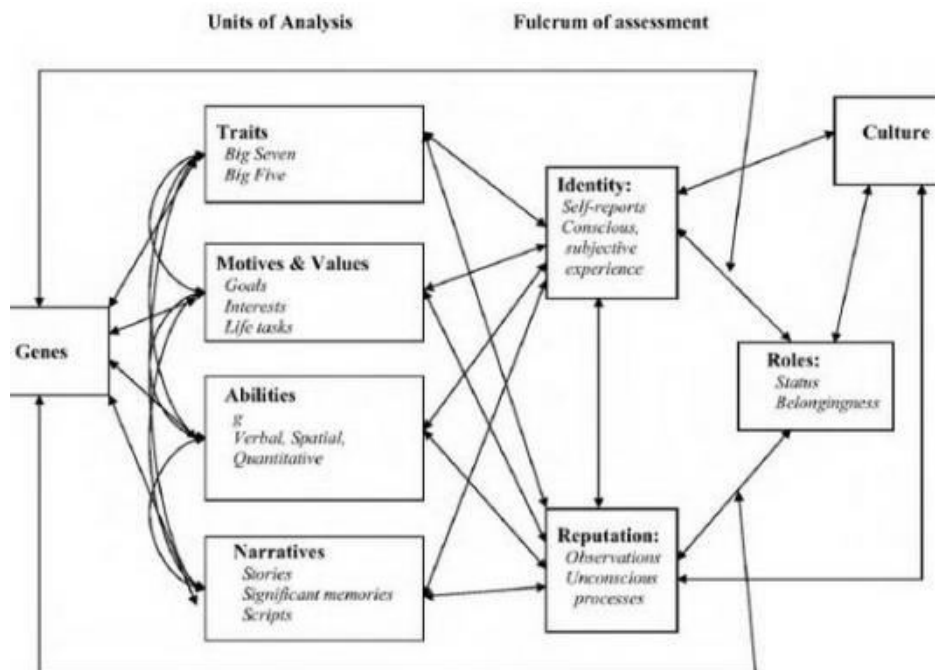 Units of Analysis
Fulcrum of assessment
Traits
Big Seven
Big Five
Culture
Identity:
Self-reports
Conscious,
subjective
experience
Motives & Values
Goals
Interests
Life tasks
Genes
Roles:
Status
Belongingness
Abilities
g
Verbal, Spatial,
Quantitative
Reputation:
Observations
Unconscious
processes
Narratives
Stories
Significant memories
Scripts